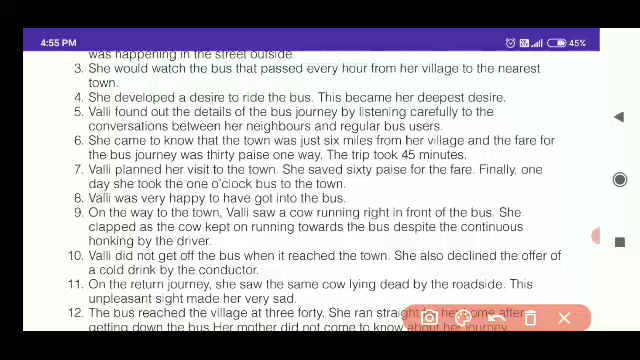 4:55 PM
45%
was happening in the street outside.
3. She would watch the bus that passed every hour from her village to the nearest
town.
4. She developed a desire to ride the bus. This became her deepest desire.
5. Valli found out the details of the bus journey by listening carefully to the
conversations between her neighbours and regular bus users.
6. She came to know that the town was just six miles from her village and the fare for
the bus journey was thirty paise one way. The trip took 45 minutes.
7. Valli planned her visit to the town. She saved sixty paise for the fare. Finally, one
day she took the one o'clock bus to the town.
8. Valli was very happy to have got into the bus.
9. On the way to the town, Valli saw a cow running right in front of the bus. She
clapped as the cow kept on running towards the bus despite the continuous
honking by the driver.
10. Valli did not get off the bus when it reached the town. She also declined the offer of
a cold drink by the conductor.
11. On the return journey, she saw the same cow lying dead by the roadside. This
unpleasant sight made her very sad.
12. The bus reached the village at three forty. She ran straight for her home after
getting down the bus. Her mother did not come to know about her journey.